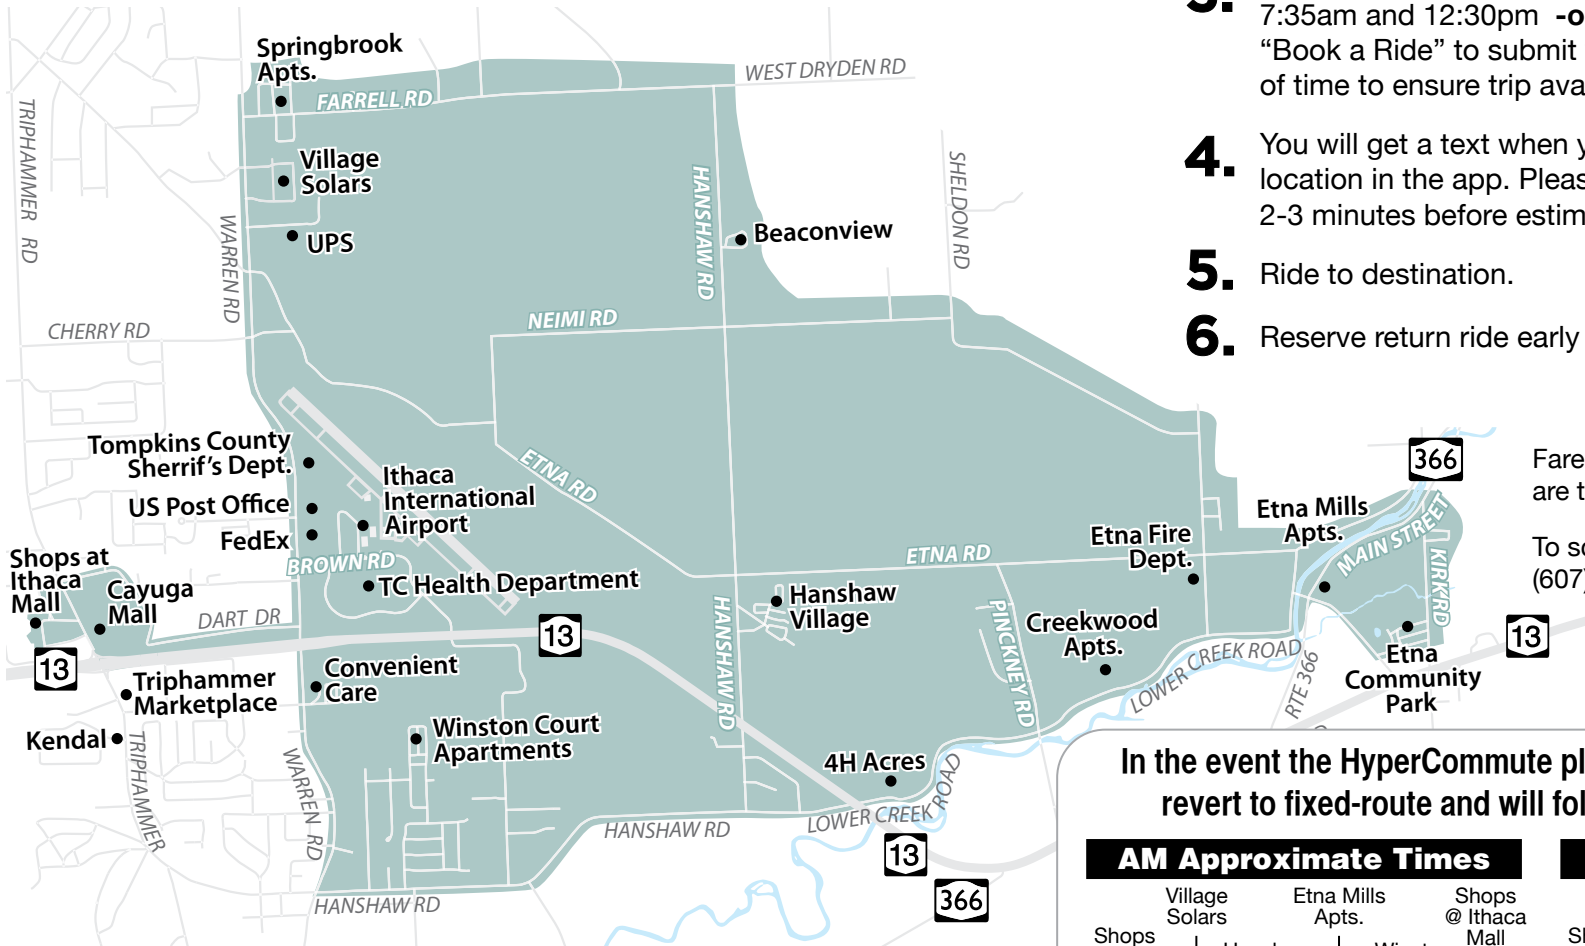 Springbrook
Apts.
FARRELL RD
WEST DRYDEN RD
TRIPHAMMER RD
Village
Solars
WARREN RD
UPS
HANSHAW RD
Beaconview
SHELDON RD
CHERRY RD
NEIMI RD
Tompkins County
Sherrif's Dept.
US Post Office
FedEx
Ithaca
International
Airport
ETNA RD
BROWN RD
TC Health Department
Shops at
Ithaca
Mall
Cayuga
Mall
DART DR
13
13
Triphammer
Marketplace
Kendal
TRIPHAMMER
Convenient
Care
WARREN RD
Winston Court
Apartments
HANSHAW RD
Hanshaw
Village
HANSHAW RD
HANSHAW RD
4H Acres
LOWER CREEK ROAD
13
366
ETNA RD
PINCKNEY RD
Creekwood
Apts.
Etna Fire
Dept.
LOWER CREEK ROAD
RTE 366
Etna Mills
Apts.
MAIN STREET
KIRK RD
366
Etna
Community
Park
13
7:35am and 12:30pm -o
“Book a Ride” to submit
of time to ensure trip ava
4.
You will get a text when y
location in the app. Pleas
2-3 minutes before estim
5. Ride to destination.
6. Reserve return ride early
Fare
are t
To sc
(607)
In the event the HyperCommute pl
revert to fixed-route and will fol
AM Approximate Times
Shops
Village
Solars
Etna Mills
Apts.
Shops
@ Ithaca
Mall